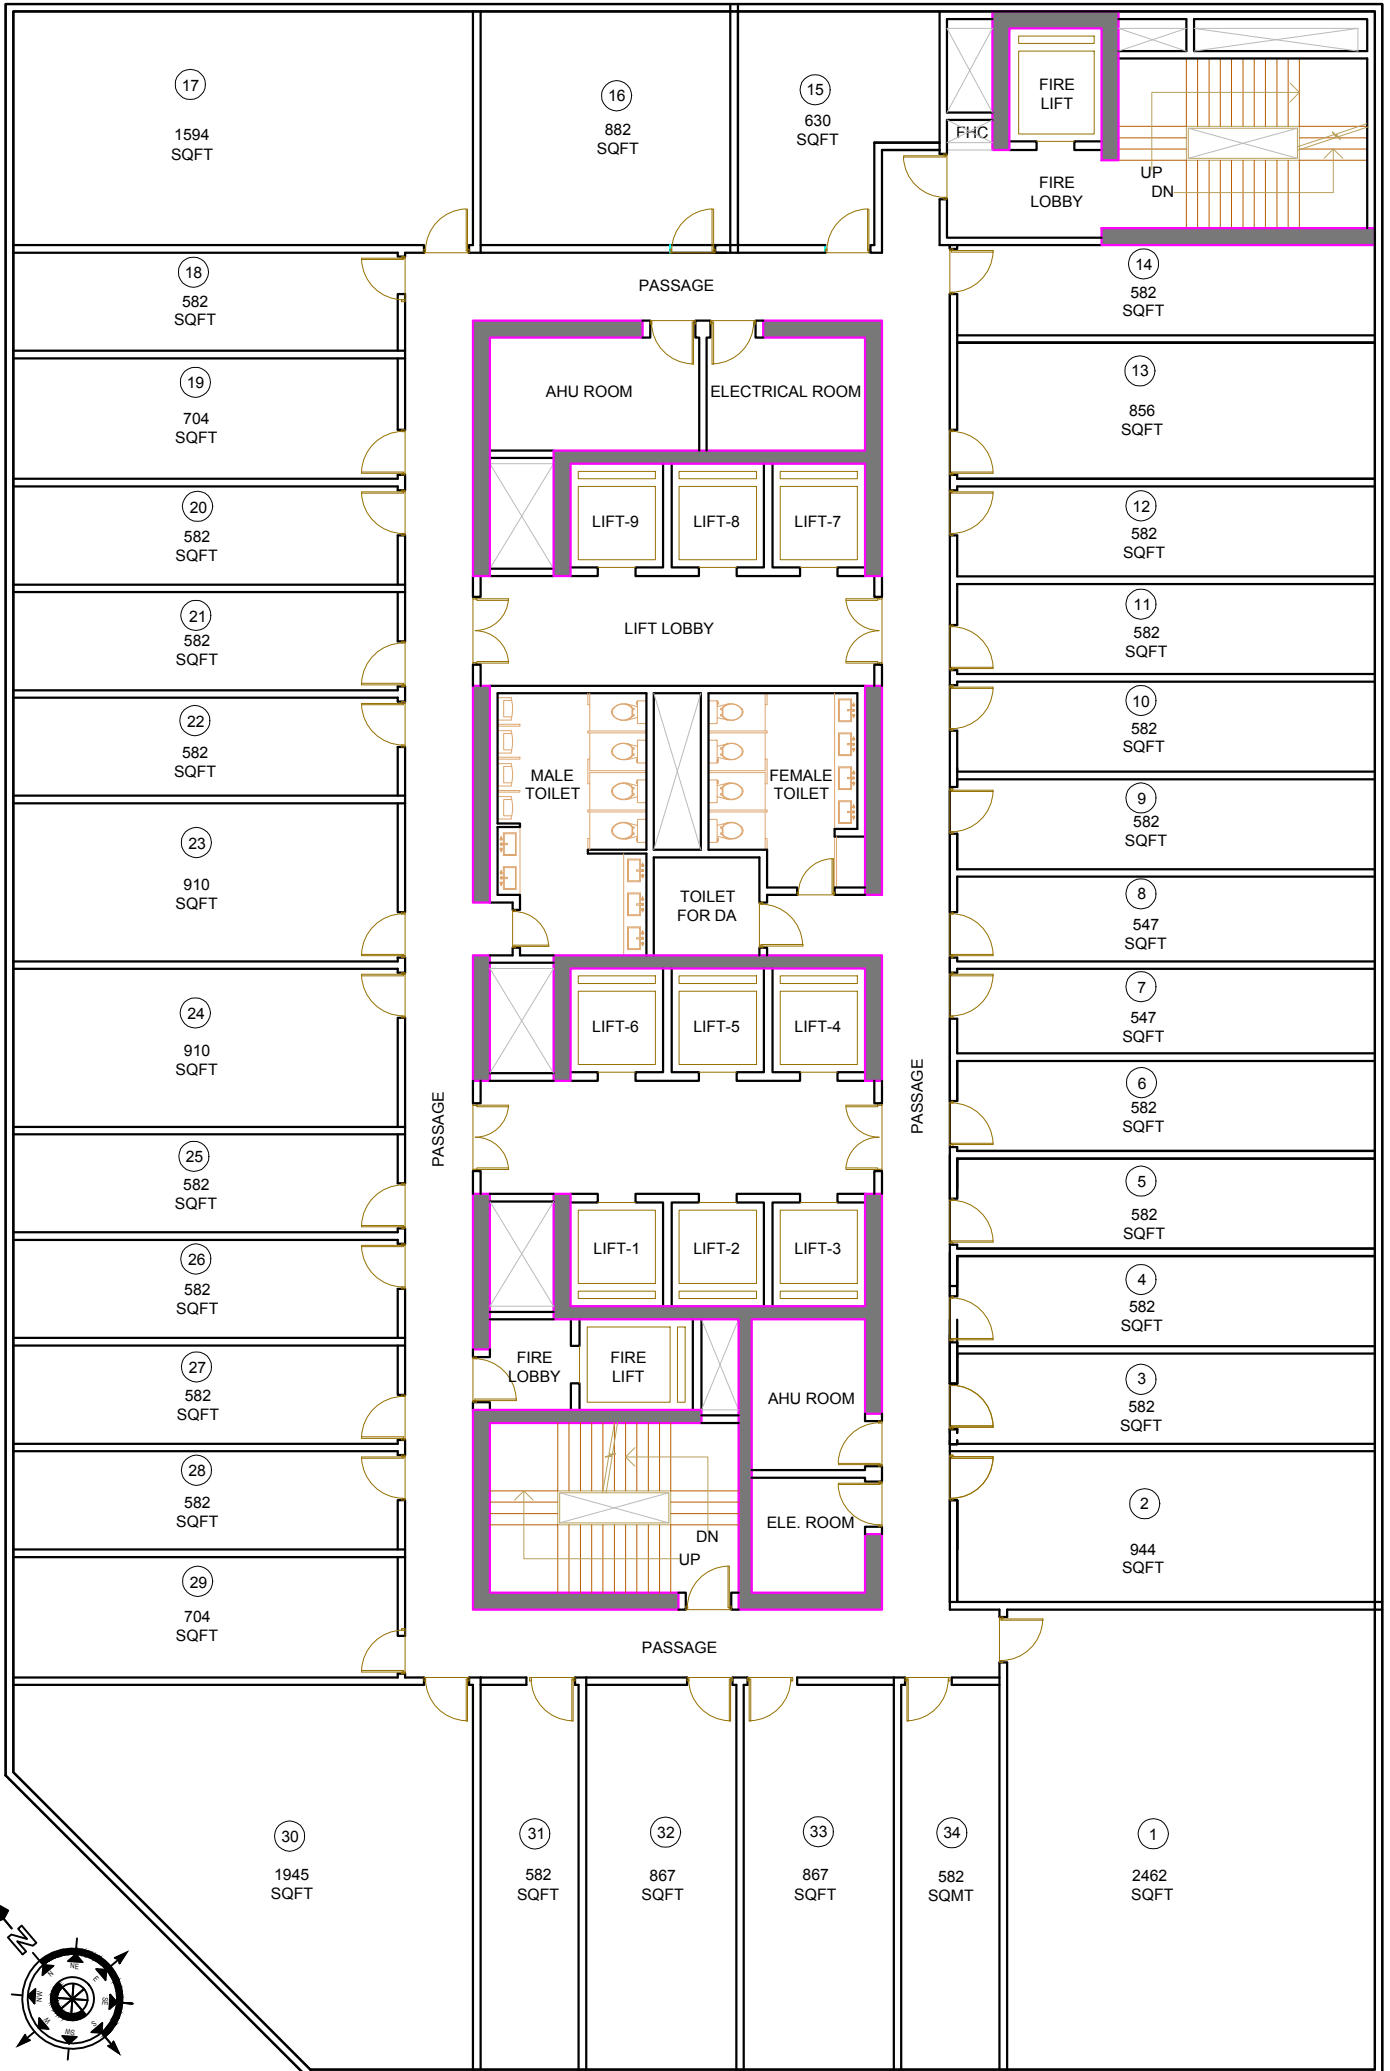 17
1594
SQFT
16
882
SQFT
15
630
SQFT
FIRE
LIFT
FHC
FIRE
LOBBY
UP
DN
18
582
SQFT
PASSAGE
14
582
SQFT
19
704
SQFT
AHU ROOM
ELECTRICAL ROOM
13
856
SQFT
20
582
SQFT
LIFT-9
LIFT-8
LIFT-7
12
582
SQFT
21
582
SQFT
LIFT LOBBY
11
582
SQFT
22
582
SQFT
MALE
TOILET
FEMALE
TOILET
10
582
SQFT
9
582
SQFT
23
910
SQFT
TOILET
FOR DA
8
547
SQFT
24
910
SQFT
LIFT-6
LIFT-5
LIFT-4
7
547
SQFT
PASSAGE
PASSAGE
6
582
SQFT
25
582
SQFT
5
582
SQFT
26
582
SQFT
LIFT-1
LIFT-2
LIFT-3
4
582
SQFT
27
582
SQFT
FIRE
LOBBY
FIRE
LIFT
AHU ROOM
3
582
SQFT
28
582
SQFT
DN
UP
ELE. ROOM
2
944
SQFT
29
704
SQFT
PASSAGE
30
1945
SQFT
31
582
SQFT
32
867
SQFT
33
867
SQFT
34
582
SQMT
1
2462
SQFT
N
N
NE
E
SE
S
SW
W
NW